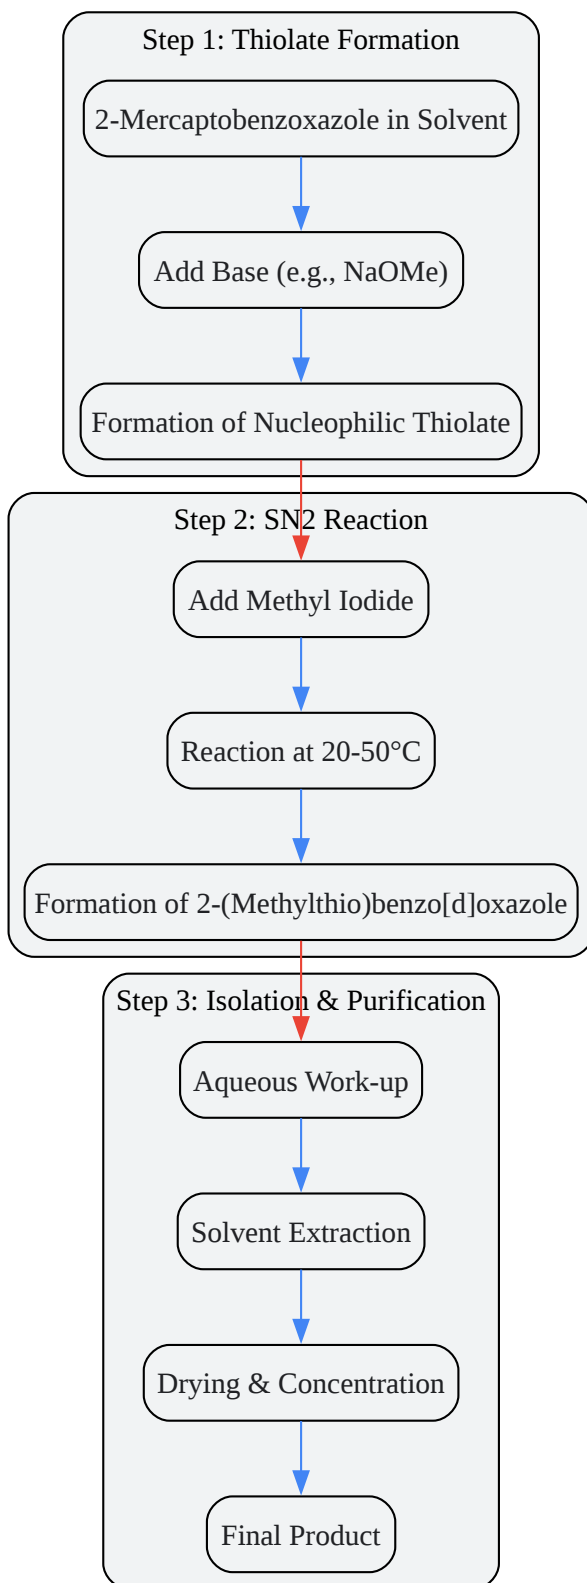 Step 1: Thiolate Formation
2-Mercaptobenzoxazole in Solvent
Add Base (e.g., NaOMe)
Formation of Nucleophilic Thiolate
Step 2: SN2 Reaction
Add Methyl Iodide
Reaction at 20-50°C
Formation of 2-(Methylthio)benzo[d]oxazole
Step 3: Isolation & Purification
Aqueous Work-up
Solvent Extraction
Drying & Concentration
Final Product